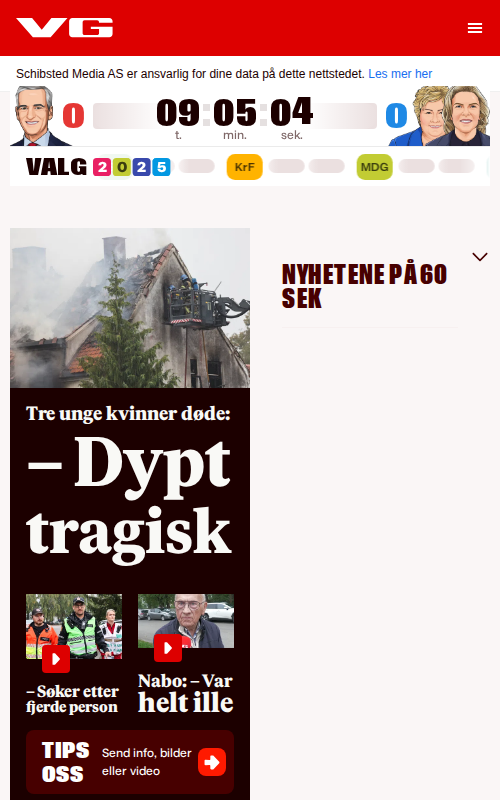 VG
Schibsted Media AS er ansvarlig for dine data på dette nettstedet. Les mer her
0 09:05:04 0
t. min. sek.
VALG 2025 KrF MDG
NYHETENE PÅ 60
SEK
Tre unge kvinner døde:
– Dypt
tragisk
– Søker etter
fjerde person
Nabo: – Var
helt ille
TIPS
OSS
Send info, bilder
eller video